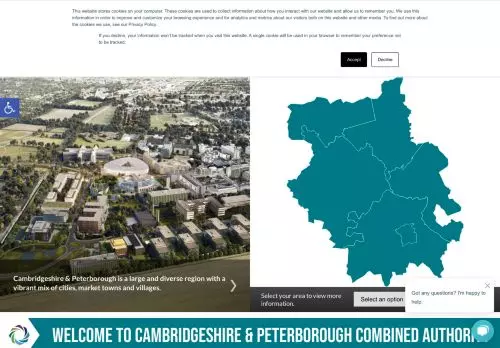 This website stores cookies on your computer. These cookies are used to collect information about how you interact with our website and allow us to remember you. We use this
information in order to improve and customize your browsing experience and for analytics and metrics about our visitors both on this website and other media. To find out more about
the cookies we use, see our Privacy Policy.
If you decline, your information won't be tracked when you visit this website. A single cookie will be used in your browser to remember your preference not
to be tracked.
Accept
Decline
Cambridgeshire & Peterborough is a large and diverse region with a
vibrant mix of cities, market towns and villages.
Select your area to view more
information.
Select an option
Got any questions? I'm happy to
help.
WELCOME TO CAMBRIDGESHIRE & PETERBOROUGH COMBINED AUTHORI